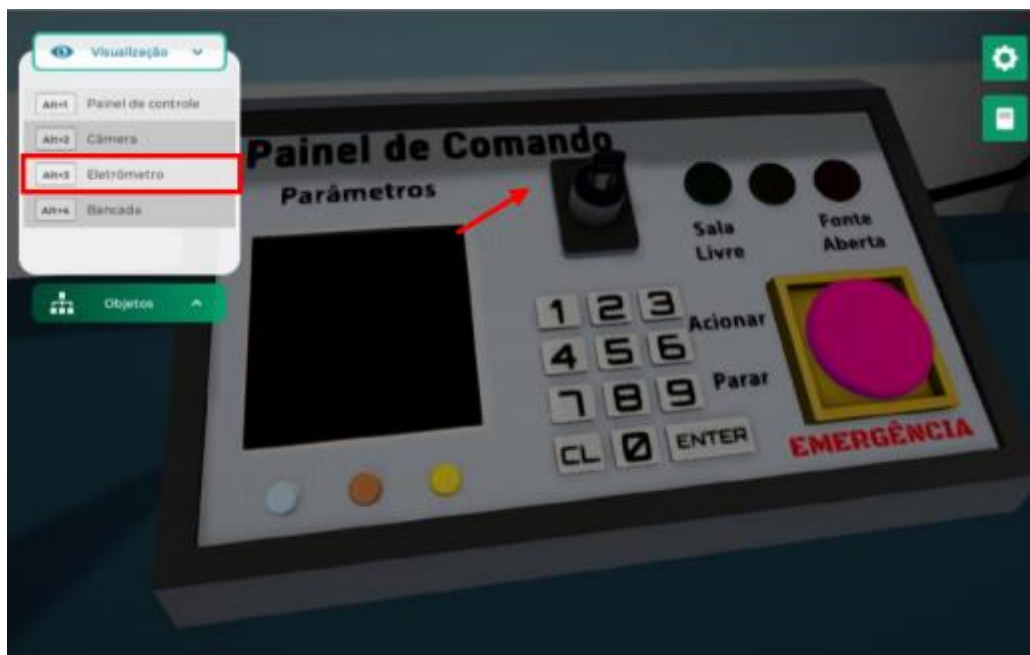 Visualização
Alt+1 Painel de controle
Alt+2 Câmera
Alt+3 Eletrômetro
Alt+4 Bancada
Objetos
Painel de Comando
Parâmetros
Sala
Livre
Fonte
Aberta
1 2 3
Acionar
4 5 6
Parar
7 8 9
CL 0 ENTER
EMERGÊNCIA